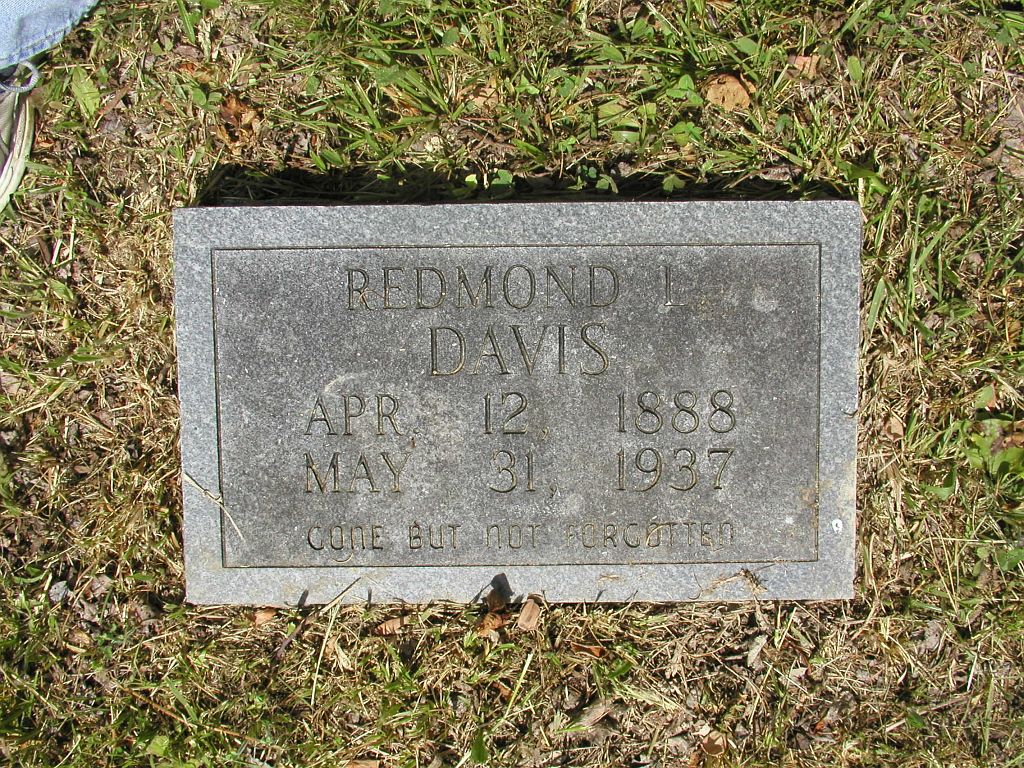 REDMOND L.
DAVIS
APR. 12, 1888
MAY 31, 1937
GONE BUT NOT FORGOTTEN